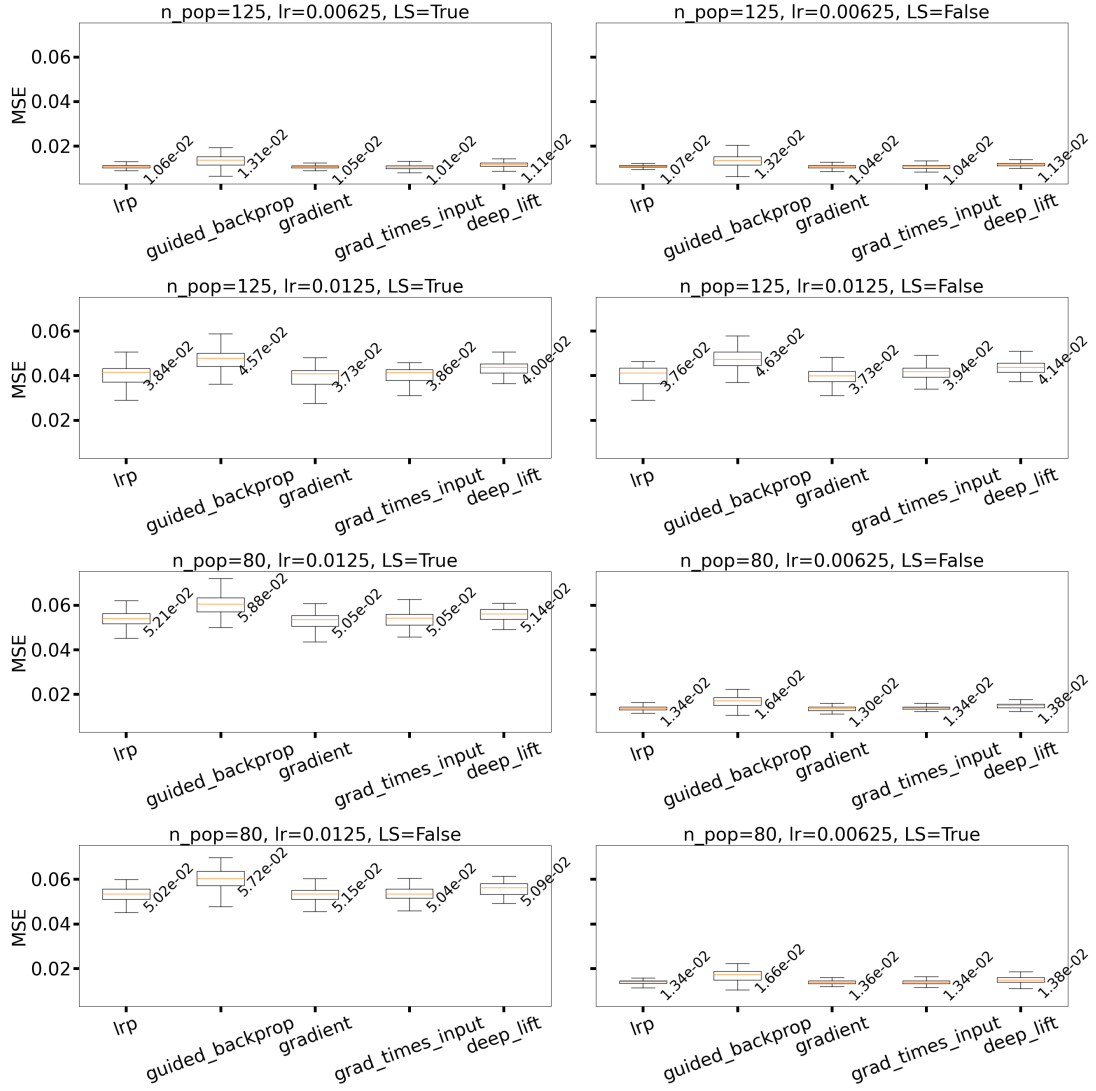 n_pop=125, lr=0.00625, LS=True
MSE
0.06
0.04
0.02
1.06e-02
1.31e-02
1.05e-02
1.01e-02
1.11e-02
lrp
guided_backprop
gradient
grad_times_input
deep_lift
n_pop=125, lr=0.00625, LS=False
1.07e-02
1.32e-02
1.04e-02
1.04e-02
1.13e-02
lrp
guided_backprop
gradient
grad_times_input
deep_lift
n_pop=125, lr=0.0125, LS=True
MSE
0.06
0.04
0.02
3.84e-02
4.57e-02
3.73e-02
3.86e-02
4.00e-02
lrp
guided_backprop
gradient
grad_times_input
deep_lift
n_pop=125, lr=0.0125, LS=False
3.76e-02
4.63e-02
3.73e-02
3.94e-02
4.14e-02
lrp
guided_backprop
gradient
grad_times_input
deep_lift
n_pop=80, lr=0.0125, LS=True
MSE
0.06
0.04
0.02
5.21e-02
5.88e-02
5.05e-02
5.05e-02
5.14e-02
lrp
guided_backprop
gradient
grad_times_input
deep_lift
n_pop=80, lr=0.00625, LS=False
1.34e-02
1.64e-02
1.30e-02
1.34e-02
1.38e-02
lrp
guided_backprop
gradient
grad_times_input
deep_lift
n_pop=80, lr=0.0125, LS=False
MSE
0.06
0.04
0.02
5.02e-02
5.72e-02
5.15e-02
5.04e-02
5.09e-02
lrp
guided_backprop
gradient
grad_times_input
deep_lift
n_pop=80, lr=0.00625, LS=True
1.34e-02
1.66e-02
1.36e-02
1.34e-02
1.38e-02
lrp
guided_backprop
gradient
grad_times_input
deep_lift